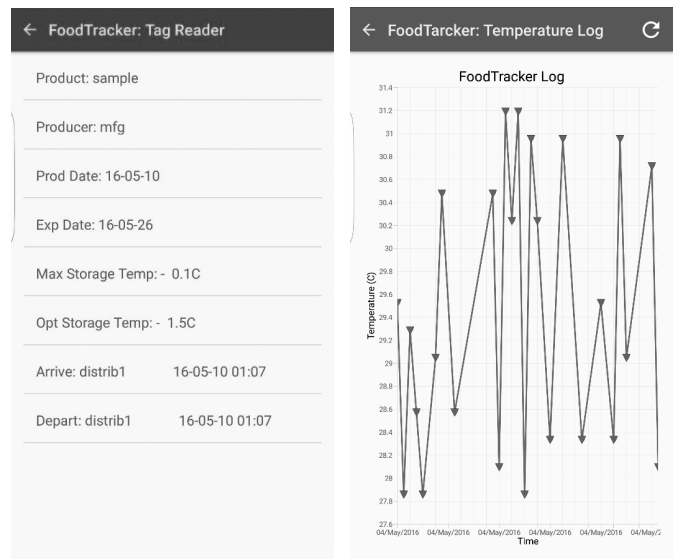 ← FoodTracker: Tag Reader
Product: sample
Producer: mfg
Prod Date: 16-05-10
Exp Date: 16-05-26
Max Storage Temp: - 0.1C
Opt Storage Temp: - 1.5C
Arrive: distrib1 16-05-10 01:07
Depart: distrib1 16-05-10 01:07
← FoodTarcker: Temperature Log
FoodTracker Log
31.4
31.2
31
30.8
30.6
30.4
30.2
30
29.8
29.6
29.4
29.2
29
28.8
28.6
28.4
28.2
28
27.8
27.6
Temperature (C)
04/May/2016 04/May/2016 04/May/2016 04/May/2016 04/May/2016 04/May/2
Time